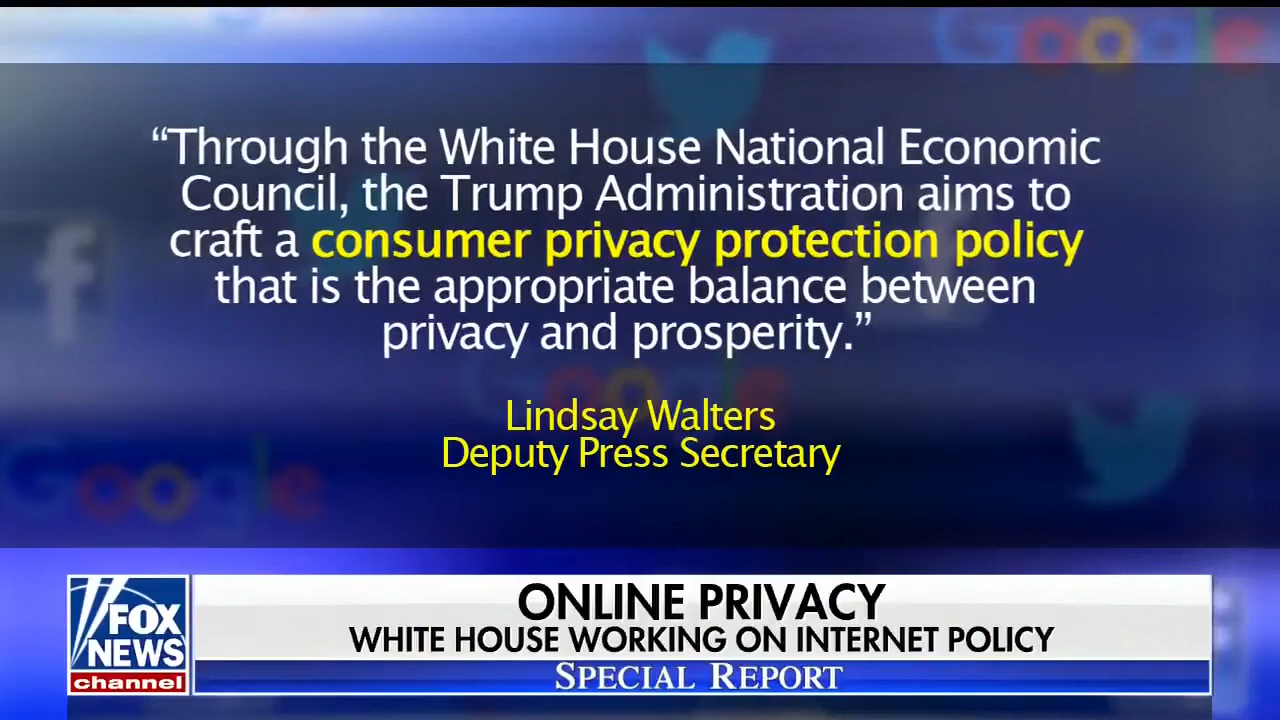 Google
“Through the White House National Economic
Council, the Trump Administration aims to
craft a consumer privacy protection policy
that is the appropriate balance between
privacy and prosperity.”
Lindsay Walters
Deputy Press Secretary
Google
FOX
NEWS
channel
ONLINE PRIVACY
WHITE HOUSE WORKING ON INTERNET POLICY
SPECIAL REPORT